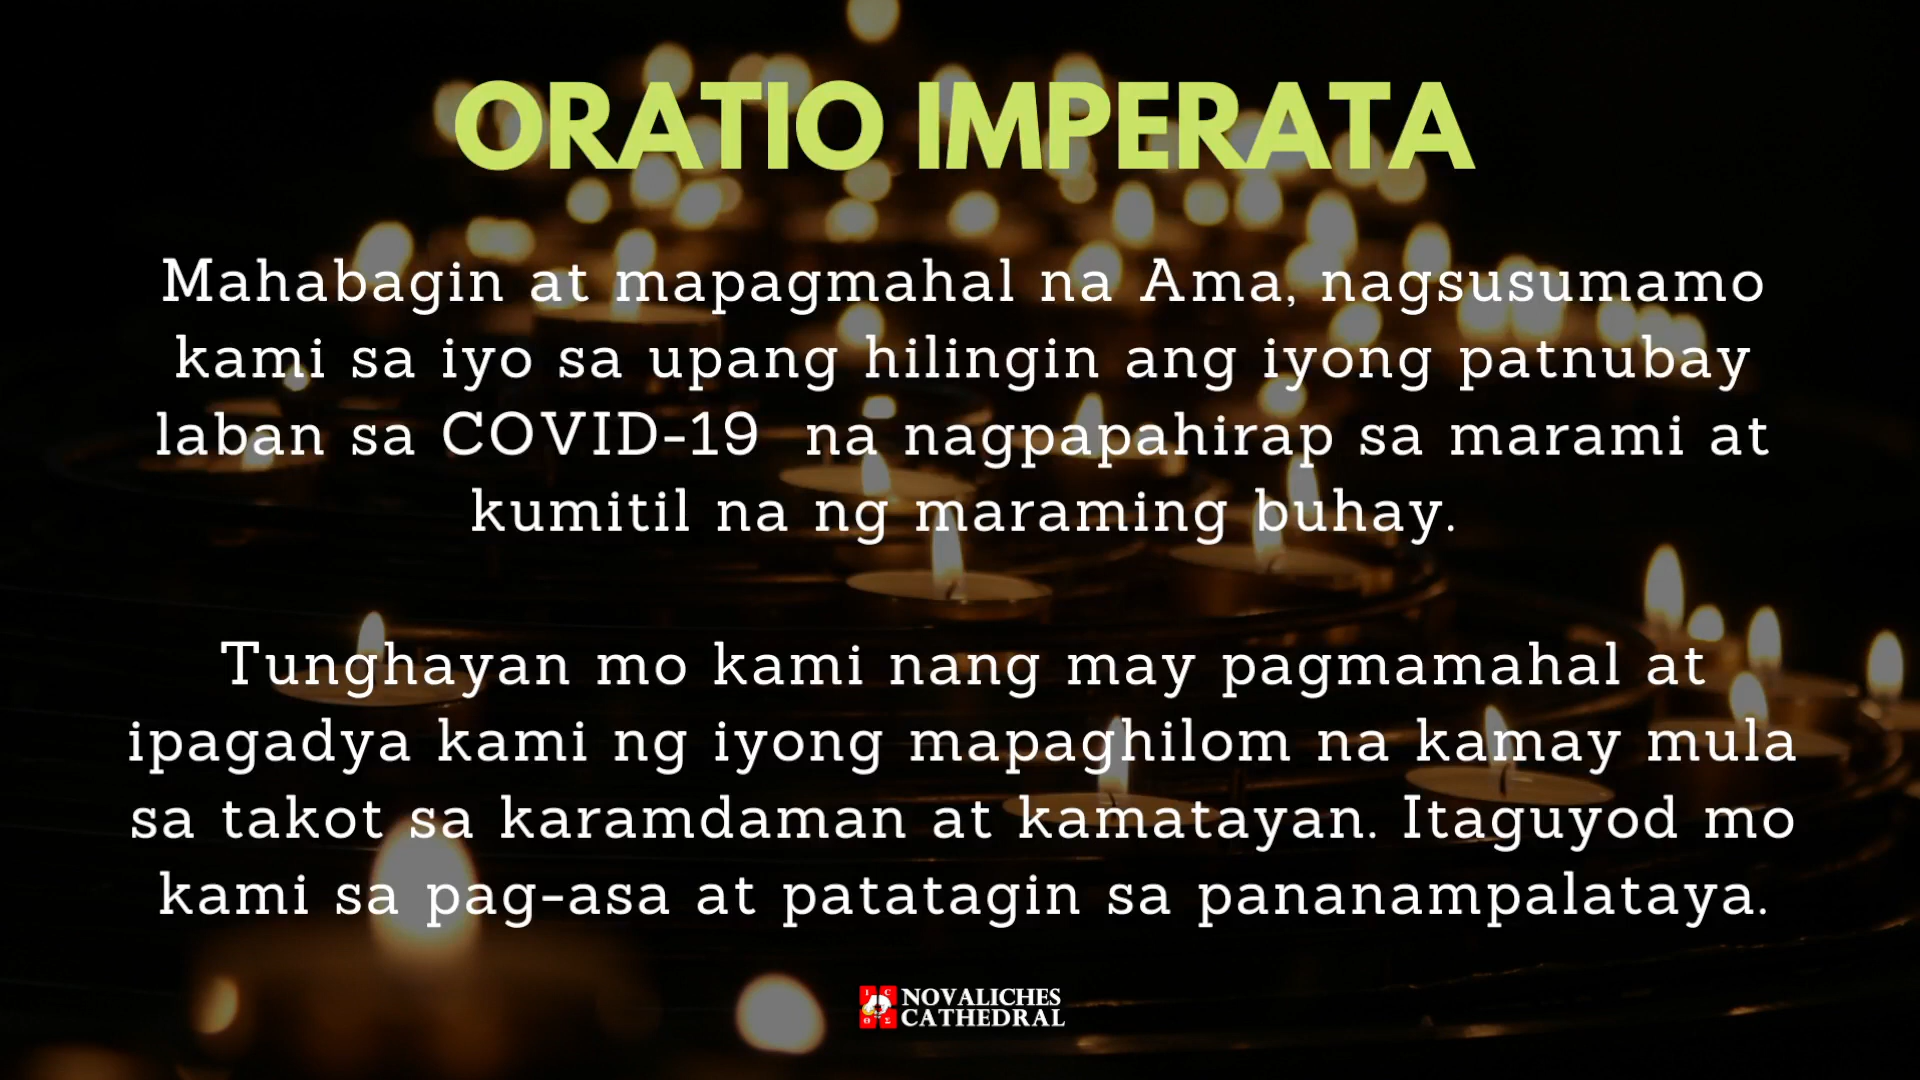 ORATIO IMPERATA
Mahabagin at mapagmahal na Ama, nagsusumamo
kami sa iyo sa upang hilingin ang iyong patnubay
laban sa COVID-19 na nagpapahirap sa marami at
kumitil na ng maraming buhay.
Tunghayan mo kami nang may pagmamahal at
ipagadya kami ng iyong mapaghilom na kamay mula
sa takot sa karamdaman at kamatayan. Itaguyod mo
kami sa pag-asa at patatagin sa pananampalataya.
IC
ΘΣ
NOVALICHES
CATHEDRAL